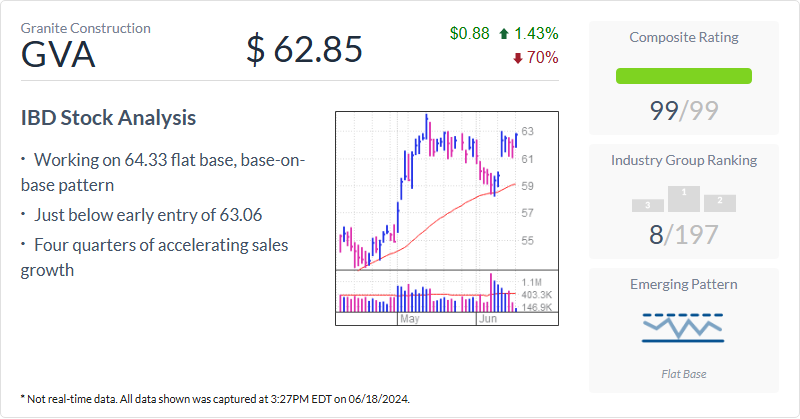 Granite Construction
GVA
$ 62.85
$0.88 1.43%
70%
IBD Stock Analysis
• Working on 64.33 flat base, base-on-
base pattern
• Just below early entry of 63.06
• Four quarters of accelerating sales
growth
63
61
59
57
55
1.1M
403.3K
146.9K
May Jun
Composite Rating
99/99
Industry Group Ranking
3 1 2
8/197
Emerging Pattern
Flat Base
* Not real-time data. All data shown was captured at 3:27PM EDT on 06/18/2024.